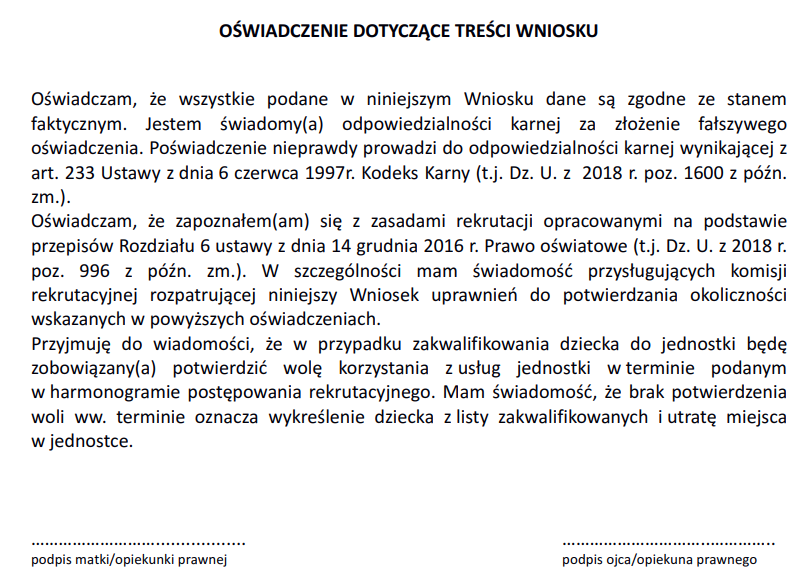 OŚWIADCZENIE DOTYCZĄCE TREŚCI WNIOSKU
Oświadczam, że wszystkie podane w niniejszym Wniosku dane są zgodne ze stanem
faktycznym. Jestem świadomy(a) odpowiedzialności karnej za złożenie fałszywego
oświadczenia. Poświadczenie nieprawdy prowadzi do odpowiedzialności karnej wynikającej z
art. 233 Ustawy z dnia 6 czerwca 1997r. Kodeks Karny (t.j. Dz. U. z 2018 r. poz. 1600 z późn.
zm.).
Oświadczam, że zapoznałem(am) się z zasadami rekrutacji opracowanymi na podstawie
przepisów Rozdziału 6 ustawy z dnia 14 grudnia 2016 r. Prawo oświatowe (t.j. Dz. U. z 2018 r.
poz. 996 z późn. zm.). W szczególności mam świadomość przysługujących komisji
rekrutacyjnej rozpatrującej niniejszy Wniosek uprawnień do potwierdzania okoliczności
wskazanych w powyższych oświadczeniach.
Przyjmuję do wiadomości, że w przypadku zakwalifikowania dziecka do jednostki będę
zobowiązany(a) potwierdzić wolę korzystania z usług jednostki w terminie podanym
w harmonogramie postępowania rekrutacyjnego. Mam świadomość, że brak potwierdzenia
woli ww. terminie oznacza wykreślenie dziecka z listy zakwalifikowanych i utratę miejsca
w jednostce.
………………………..................... ……………………………..…………..
podpis matki/opiekunki prawnej podpis ojca/opiekuna prawnego